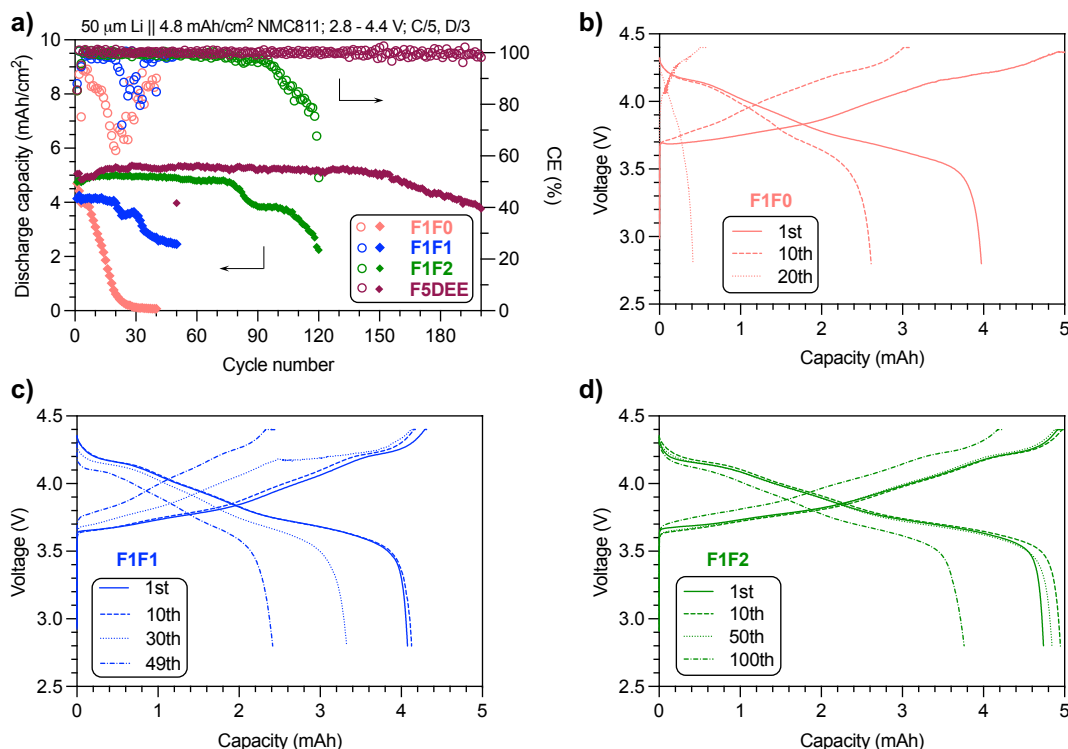 a)
50 μm Li || 4.8 mAh/cm² NMC811; 2.8 - 4.4 V; C/5, D/3
10
9
8
7
6
5
4
3
2
1
0
Discharge capacity (mAh/cm²)
100
80
60
40
20
0
CE (%)
F1F0
F1F1
F1F2
F5DEE
0 30 60 90 120 150 180
Cycle number
b)
4.5
4.0
3.5
3.0
2.5
Voltage (V)
F1F0
1st
10th
20th
0 1 2 3 4 5
Capacity (mAh)
c)
4.5
4.0
3.5
3.0
2.5
Voltage (V)
F1F1
1st
10th
30th
49th
0 1 2 3 4 5
Capacity (mAh)
d)
4.5
4.0
3.5
3.0
2.5
Voltage (V)
F1F2
1st
10th
50th
100th
0 1 2 3 4 5
Capacity (mAh)